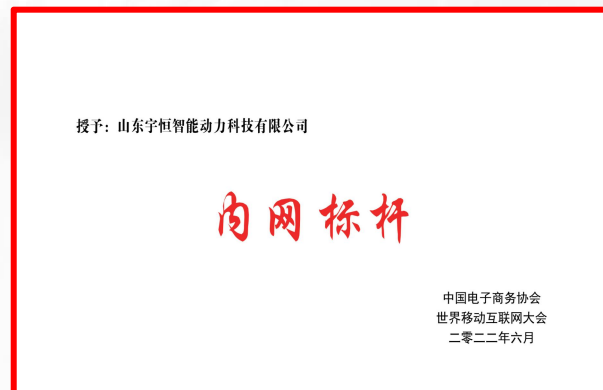 授予：山东宇恒智能动力科技有限公司
内网标杆
中国电子商务协会
世界移动互联网大会
二零二二年六月